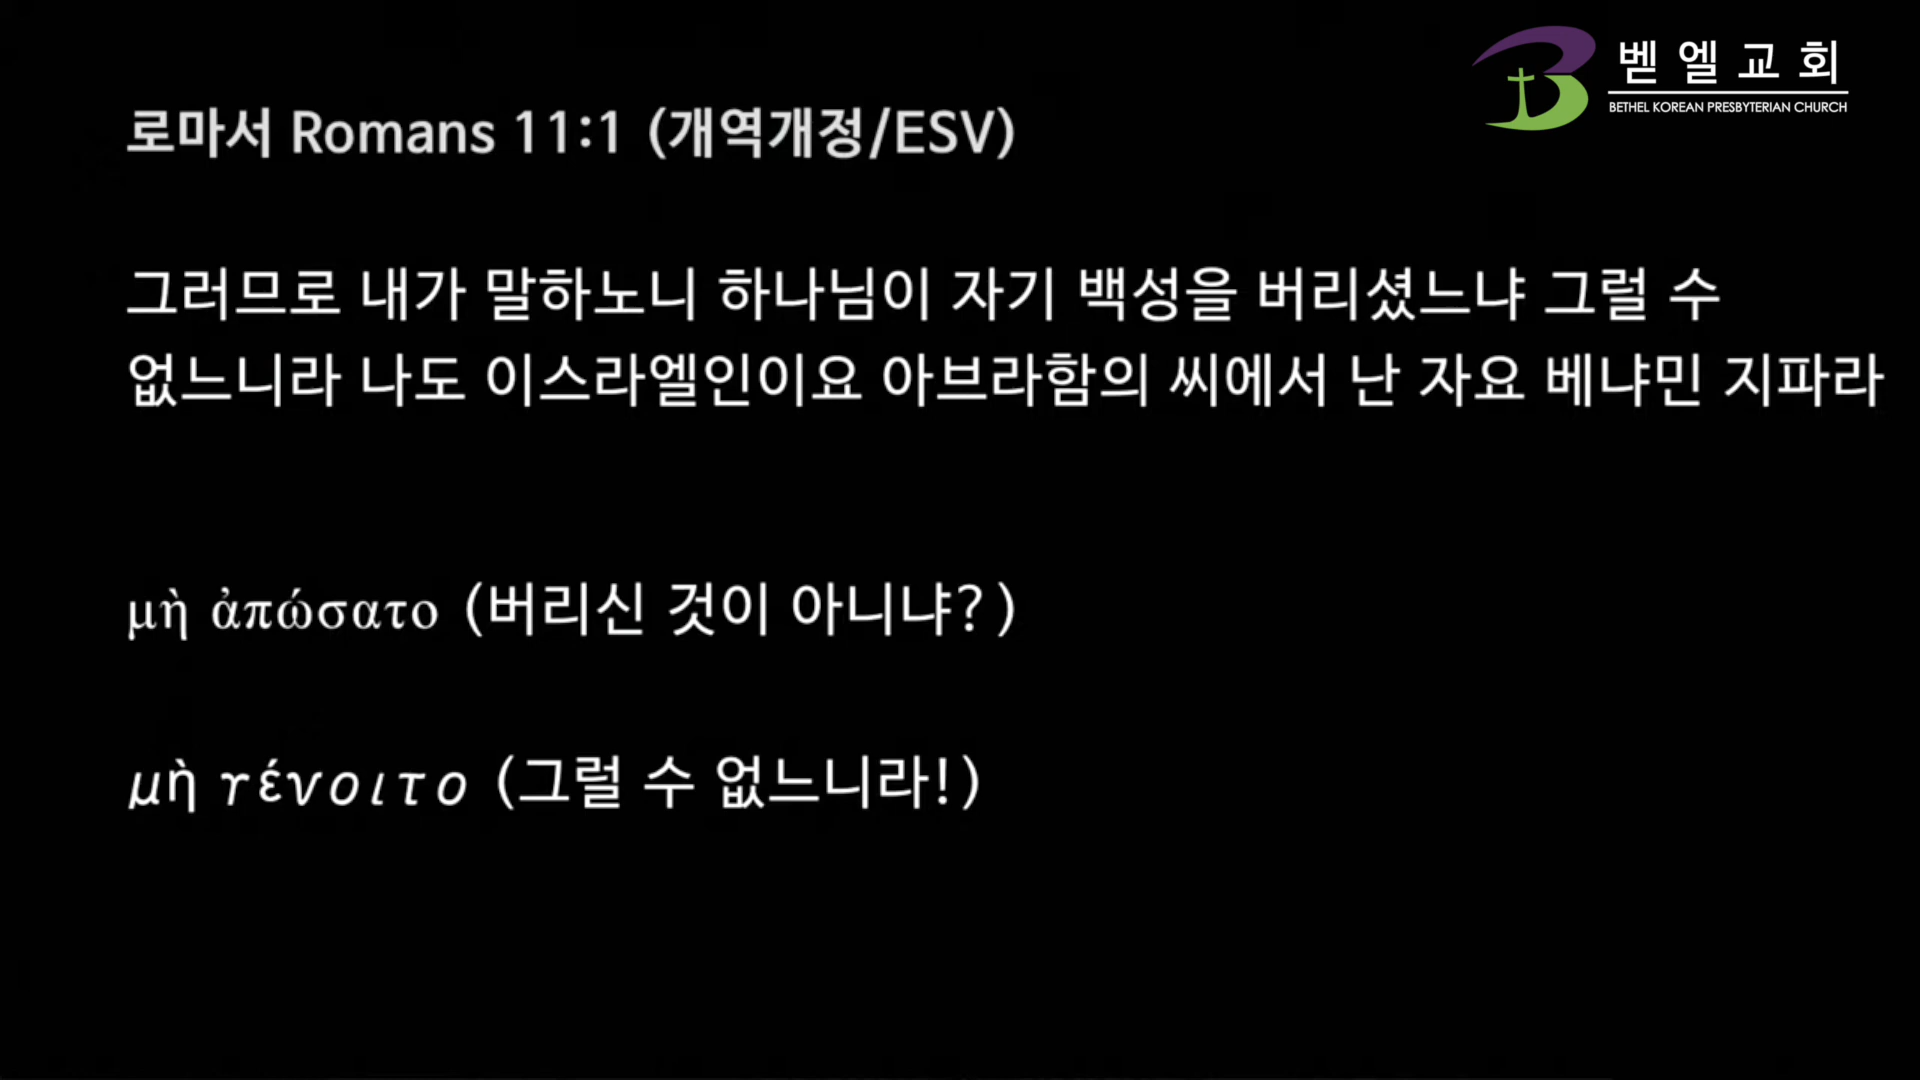 벧엘교회
BETHEL KOREAN PRESBYTERIAN CHURCH
로마서 Romans 11:1 (개역개정/ESV)
그러므로 내가 말하노니 하나님이 자기 백성을 버리셨느냐 그럴 수
없느니라 나도 이스라엘인이요 아브라함의 씨에서 난 자요 베냐민 지파라
μὴ ἀπώσατο (버리신 것이 아니냐?)
μὴ γένοιτο (그럴 수 없느니라!)